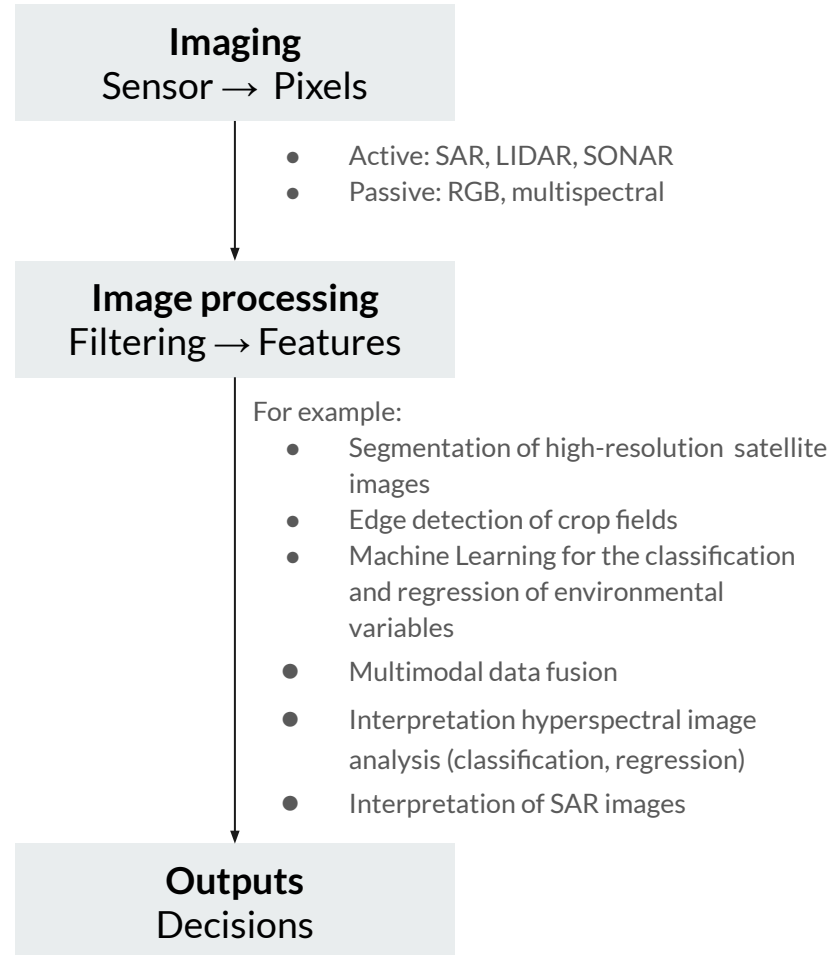 Imaging
Sensor → Pixels
● Active: SAR, LIDAR, SONAR
● Passive: RGB, multispectral
Image processing
Filtering → Features
For example:
● Segmentation of high-resolution satellite
images
● Edge detection of crop fields
● Machine Learning for the classification
and regression of environmental
variables
● Multimodal data fusion
● Interpretation hyperspectral image
analysis (classification, regression)
● Interpretation of SAR images
Outputs
Decisions